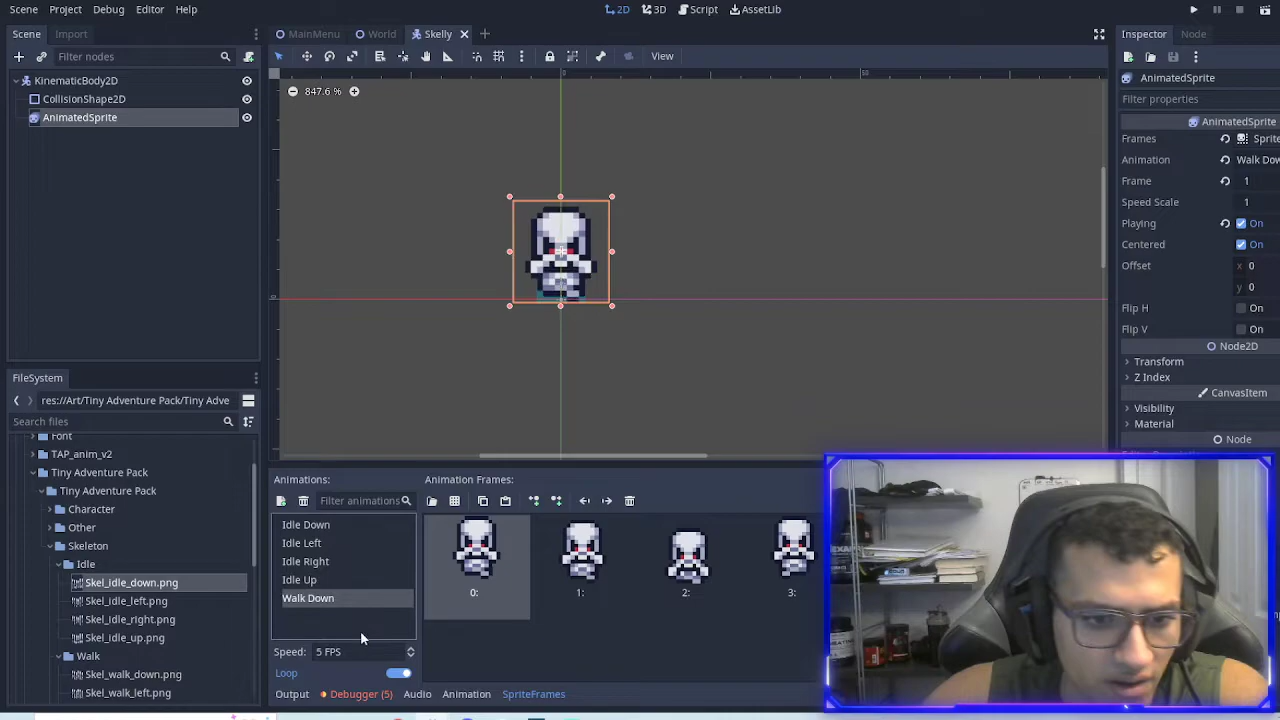 Scene Project Debug Editor Help
2D 3D Script AssetLib
Scene Import
MainMenu World Skelly
Inspector Node
Filter nodes
View
KinematicBody2D
CollisionShape2D
AnimatedSprite
847.6 %
0 50
0
AnimatedSprite
Filter properties
AnimatedSprite
Frames Sprite
Animation Walk Dov
Frame 1
Speed Scale 1
Playing On
Centered On
Offset x 0
y 0
Flip H On
Flip V On
Node2D
Transform
Z Index
CanvasItem
Visibility
Material
Node
FileSystem
res://Art/Tiny Adventure Pack/Tiny Adve
Search files
Font
TAP_anim_v2
Tiny Adventure Pack
Tiny Adventure Pack
Character
Other
Skeleton
Idle
Skel_idle_down.png
Skel_idle_left.png
Skel_idle_right.png
Skel_idle_up.png
Walk
Skel_walk_down.png
Skel_walk_left.png
Animations:
Filter animations
Idle Down
Idle Left
Idle Right
Idle Up
Walk Down
Speed: 5 FPS
Loop
Animation Frames:
0: 1: 2: 3:
Output Debugger (5) Audio Animation SpriteFrames